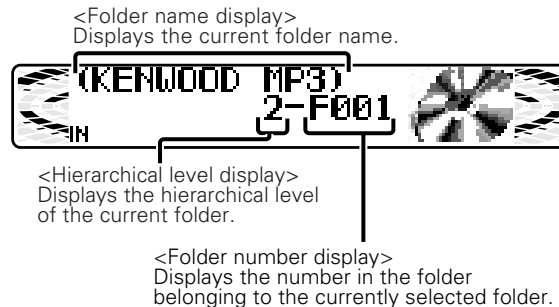 <Folder name display>
Displays the current folder name.
(KENWOOD MP3)
2-F001
IN
<Hierarchical level display>
Displays the hierarchical level
of the current folder.
<Folder number display>
Displays the number in the folder
belonging to the currently selected folder.